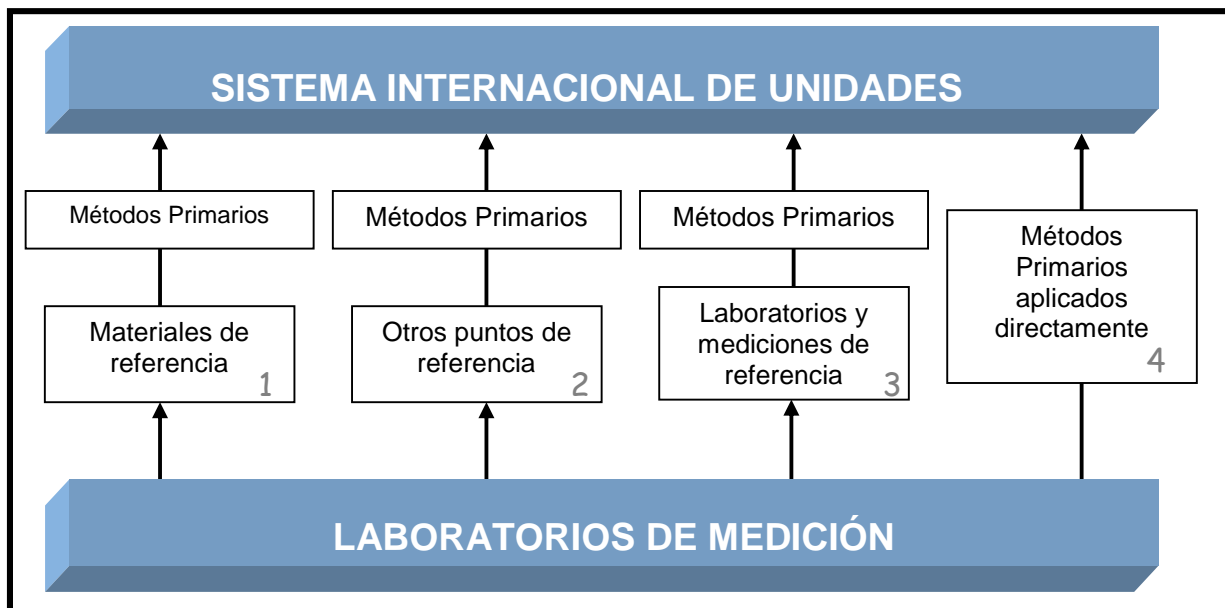 SISTEMA INTERNACIONAL DE UNIDADES
Métodos Primarios
Métodos Primarios
Métodos Primarios
Métodos
Primarios
aplicados
directamente
4
Materiales de
referencia
1
Otros puntos de
referencia
2
Laboratorios y
mediciones de
referencia
3
LABORATORIOS DE MEDICIÓN